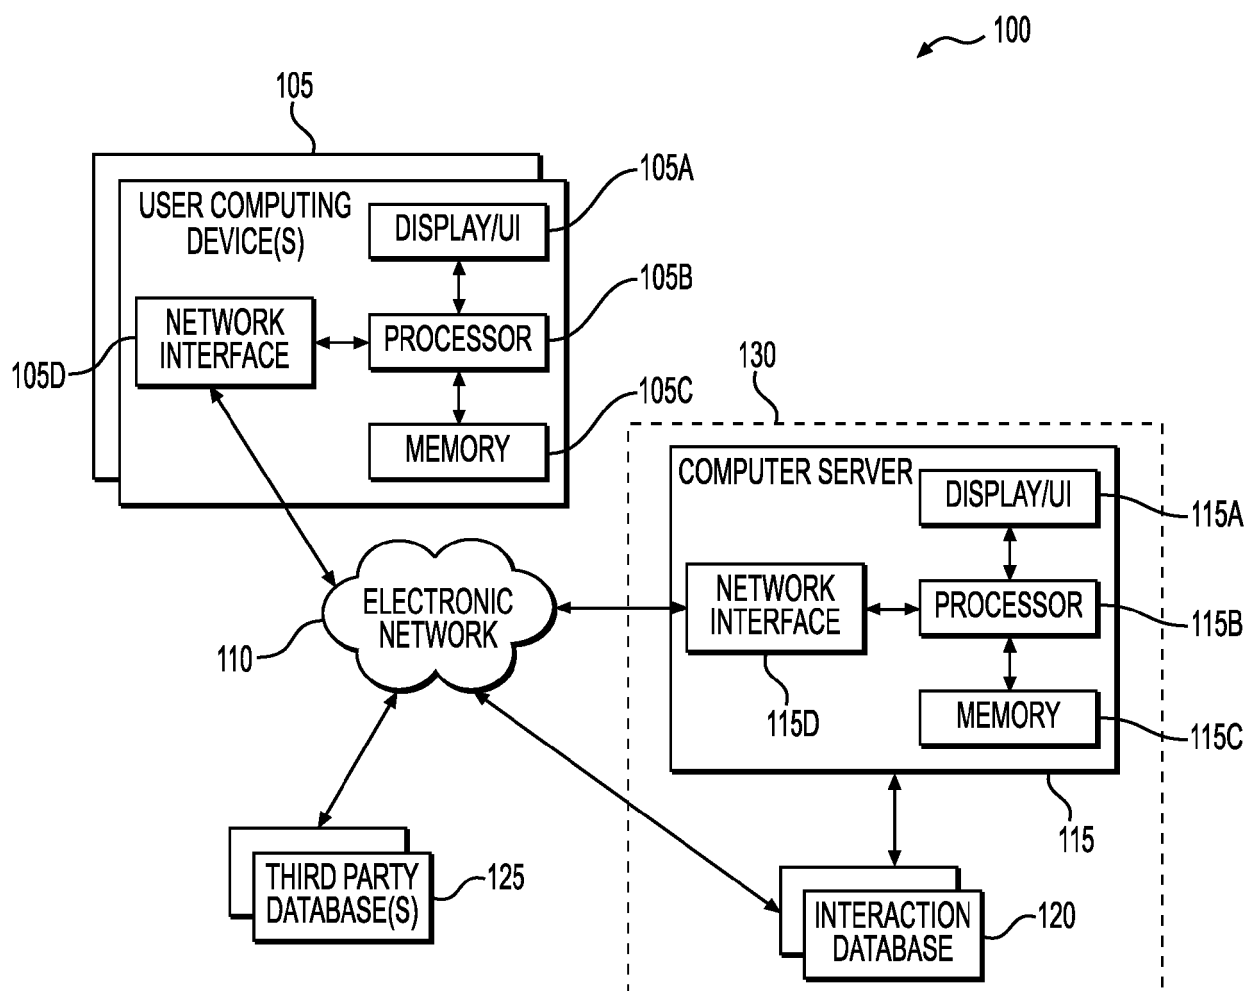 100
105
USER COMPUTING
DEVICE(S)
DISPLAY/UI
105A
NETWORK
INTERFACE
105D
PROCESSOR
105B
MEMORY
105C
130
COMPUTER SERVER
DISPLAY/UI
115A
ELECTRONIC
NETWORK
110
NETWORK
INTERFACE
115D
PROCESSOR
115B
MEMORY
115C
115
THIRD PARTY
DATABASE(S)
125
INTERACTION
DATABASE
120